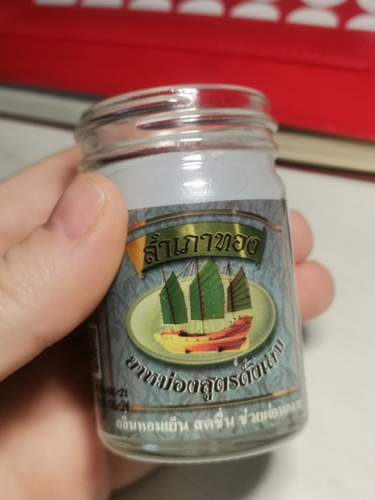 สำเภาทอง
ยาหม่องสูตรดั้งเดิม
กลิ่นหอมเย็น สดชื่น